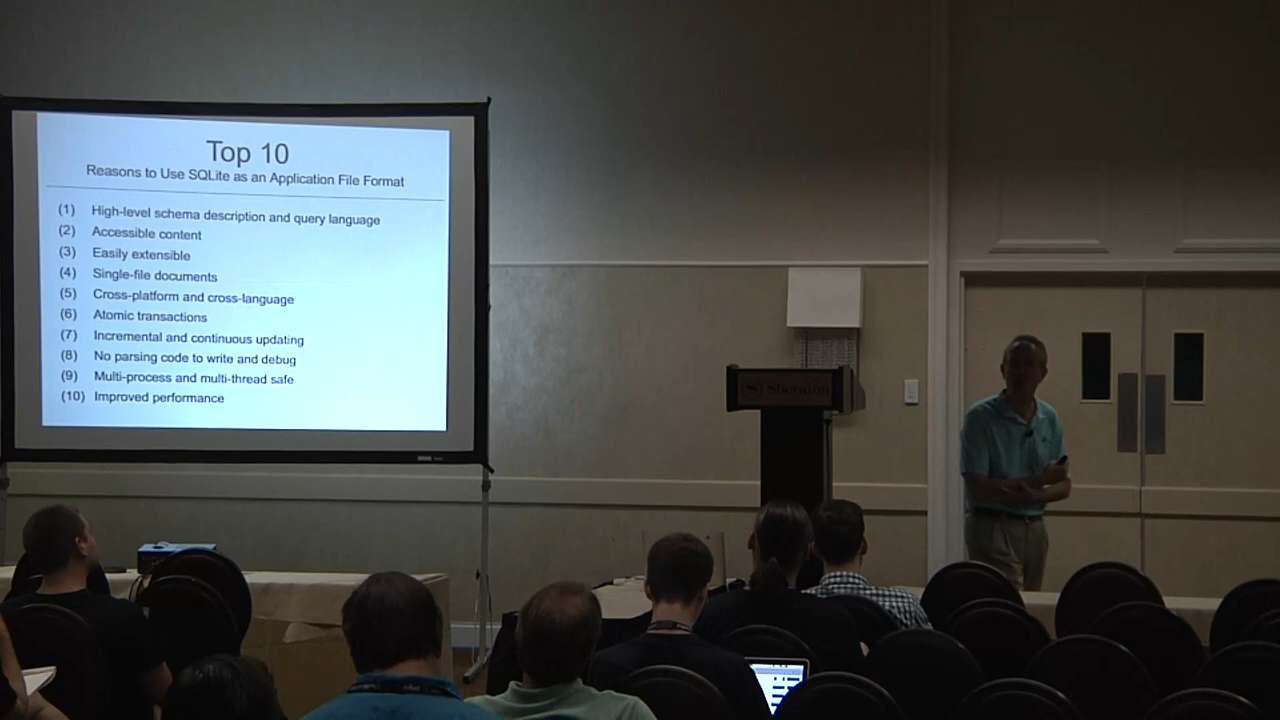 Top 10
Reasons to Use SQLite as an Application File Format
(1) High-level schema description and query language
(2) Accessible content
(3) Easily extensible
(4) Single-file documents
(5) Cross-platform and cross-language
(6) Atomic transactions
(7) Incremental and continuous updating
(8) No parsing code to write and debug
(9) Multi-process and multi-thread safe
(10) Improved performance
Sheraton